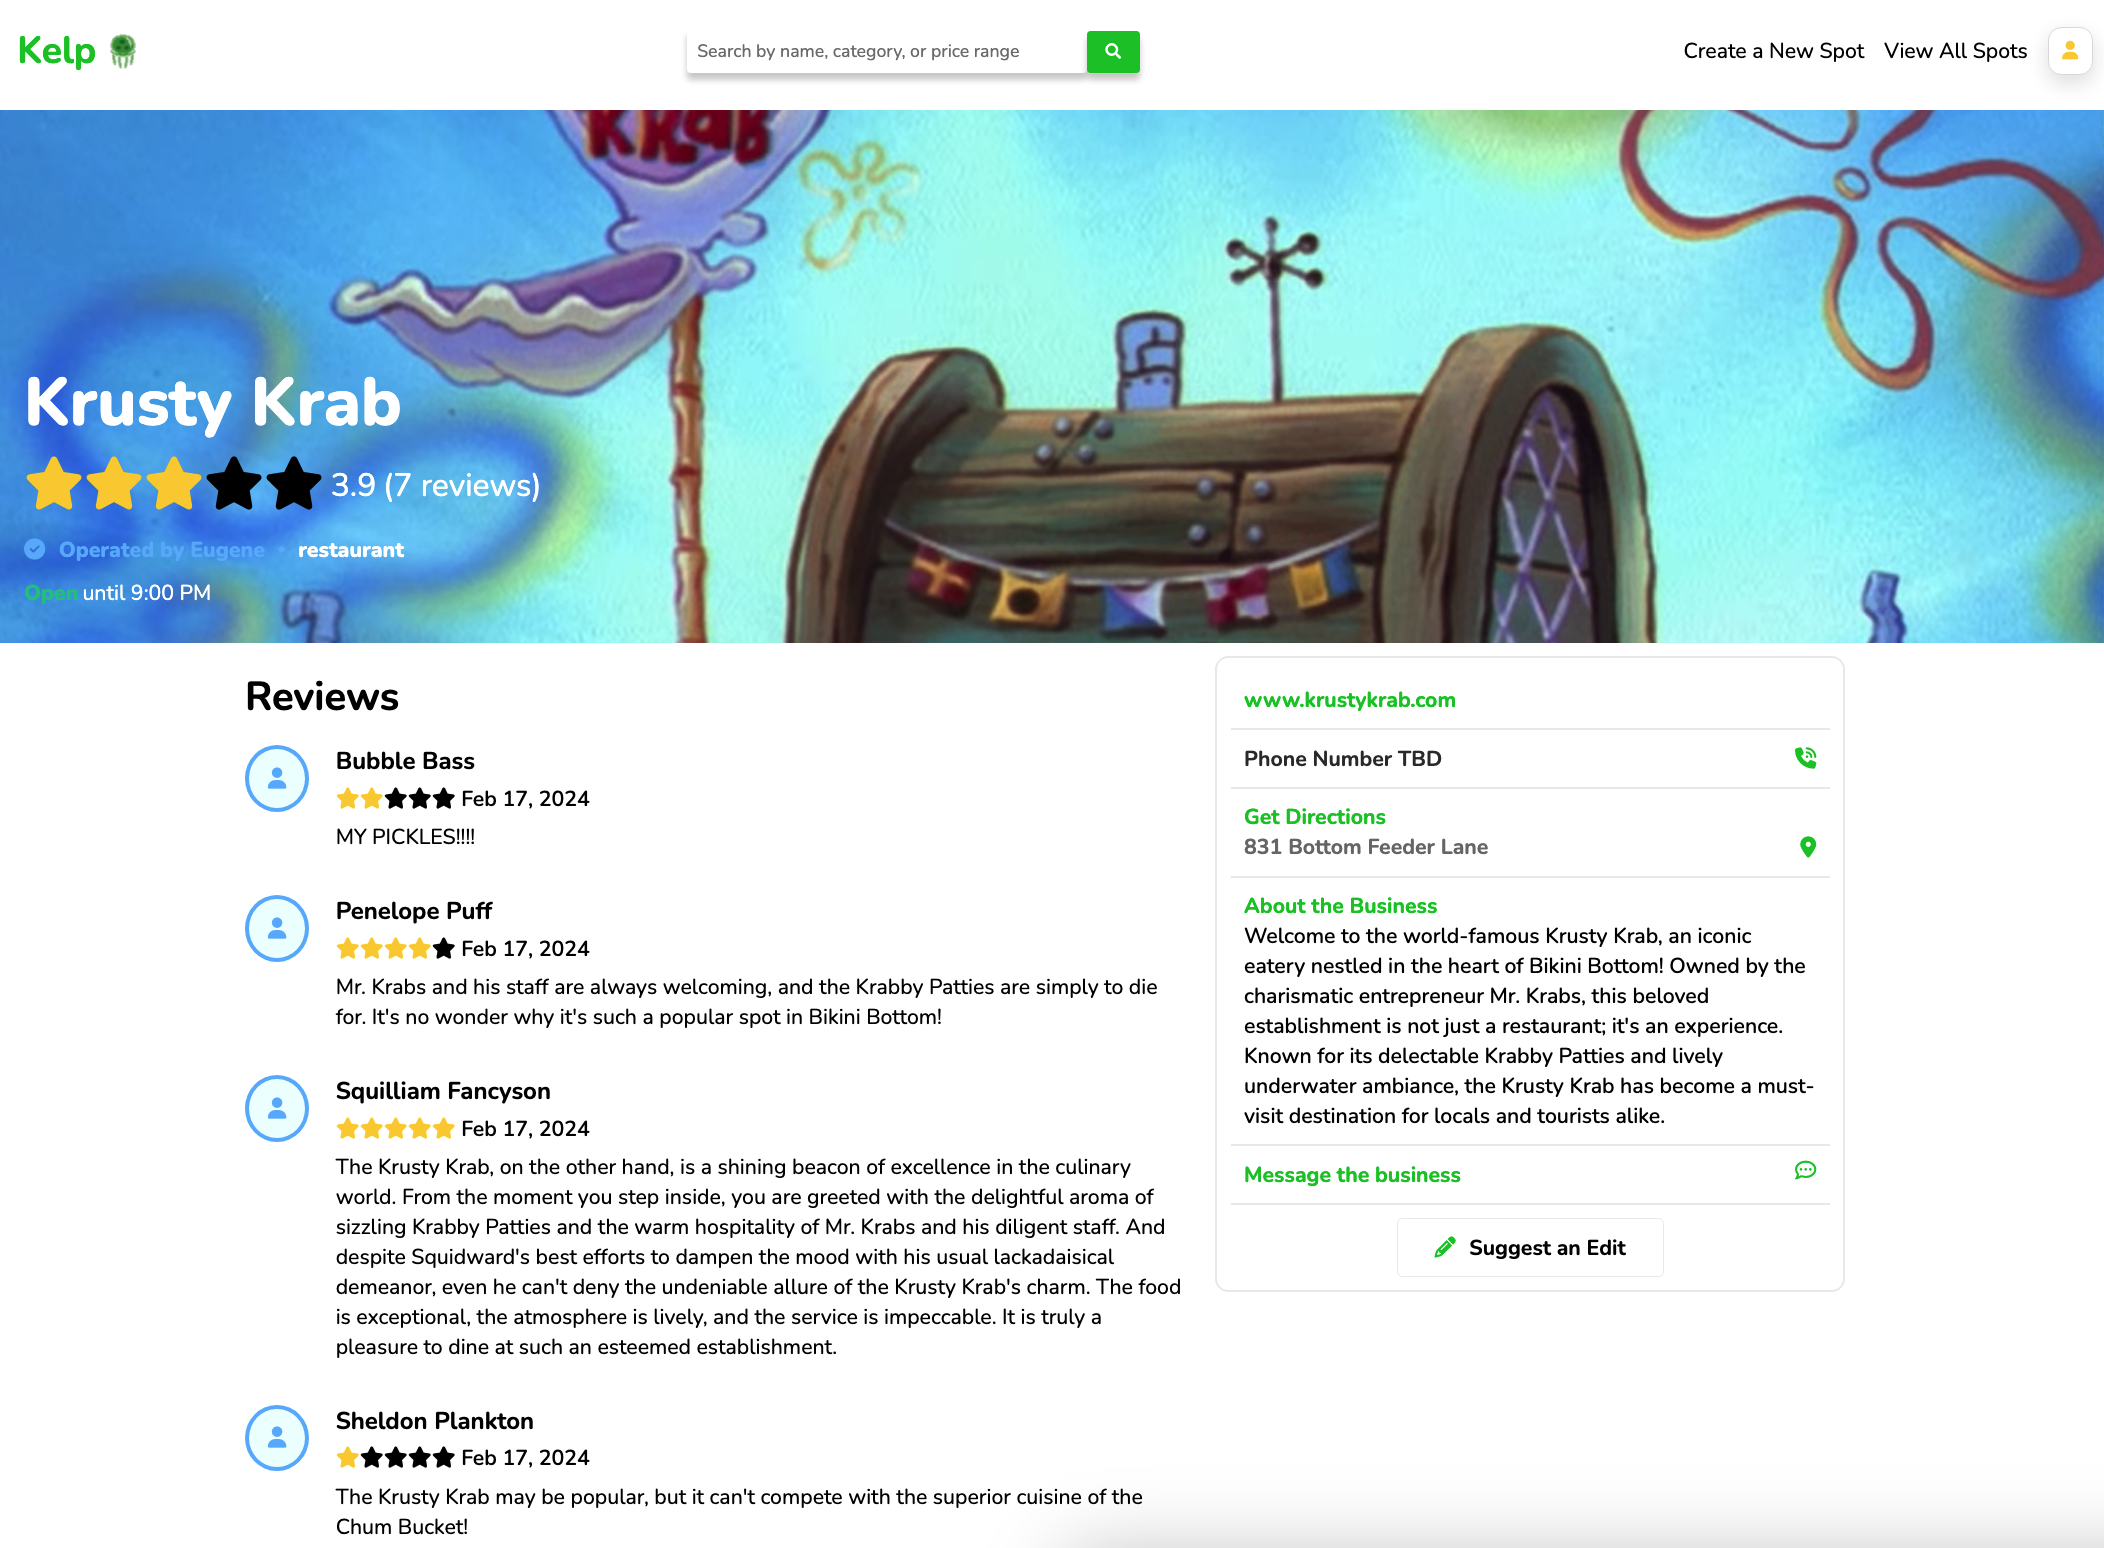 Kelp
Search by name, category, or price range
Create a New Spot
View All Spots
KRAB
Krusty Krab
3.9 (7 reviews)
Operated by Eugene • restaurant
Open until 9:00 PM
Reviews
Bubble Bass
Feb 17, 2024
MY PICKLES!!!!
Penelope Puff
Feb 17, 2024
Mr. Krabs and his staff are always welcoming, and the Krabby Patties are simply to die
for. It's no wonder why it's such a popular spot in Bikini Bottom!
Squilliam Fancyson
Feb 17, 2024
The Krusty Krab, on the other hand, is a shining beacon of excellence in the culinary
world. From the moment you step inside, you are greeted with the delightful aroma of
sizzling Krabby Patties and the warm hospitality of Mr. Krabs and his diligent staff. And
despite Squidward's best efforts to dampen the mood with his usual lackadaisical
demeanor, even he can't deny the undeniable allure of the Krusty Krab's charm. The food
is exceptional, the atmosphere is lively, and the service is impeccable. It is truly a
pleasure to dine at such an esteemed establishment.
Sheldon Plankton
Feb 17, 2024
The Krusty Krab may be popular, but it can't compete with the superior cuisine of the
Chum Bucket!
www.krustykrab.com
Phone Number TBD
Get Directions
831 Bottom Feeder Lane
About the Business
Welcome to the world-famous Krusty Krab, an iconic
eatery nestled in the heart of Bikini Bottom! Owned by the
charismatic entrepreneur Mr. Krabs, this beloved
establishment is not just a restaurant; it's an experience.
Known for its delectable Krabby Patties and lively
underwater ambiance, the Krusty Krab has become a must-
visit destination for locals and tourists alike.
Message the business
Suggest an Edit